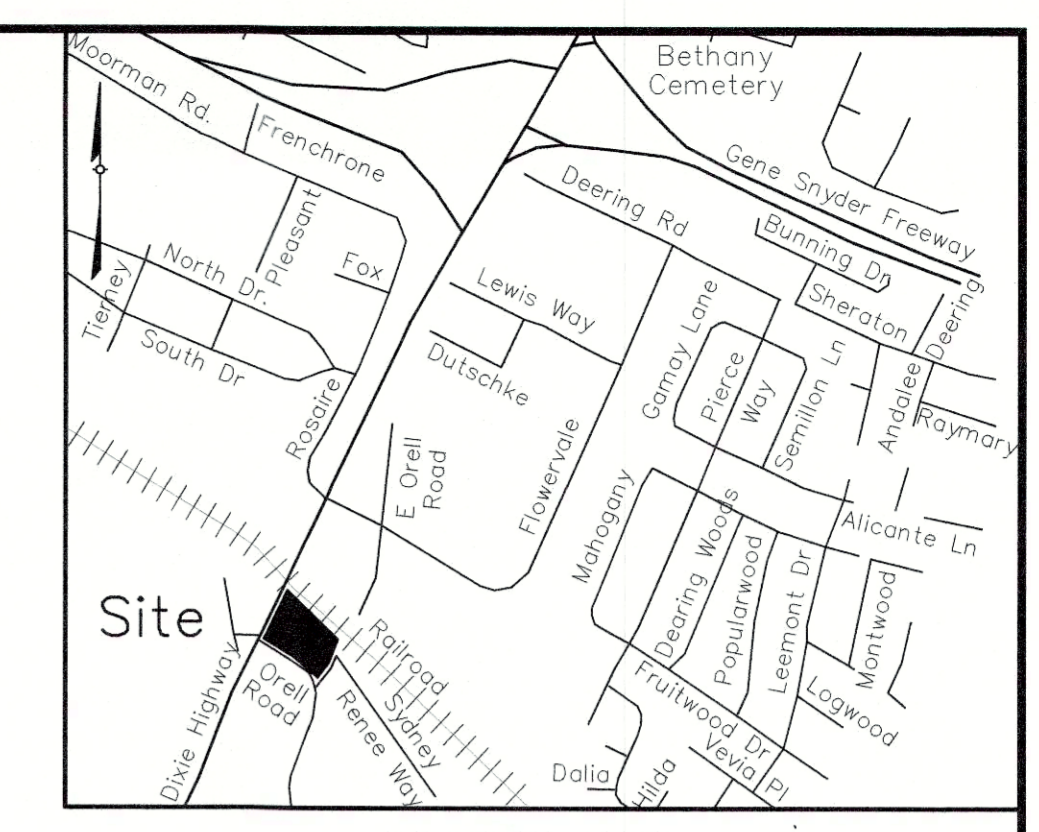 Bethany
Cemetery
Moorman Rd.
Frenchrone
Gene Snyder Freeway
Deering Rd
Bunning Dr
Pleasant
Fox
North Dr.
Tierney
South Dr
Lewis Way
Dutschke
Sheraton
Deering
Gamay Lane
Pierce
Way
Semillon Ln
Andalee
Raymary
Rosaire
E Orell
Road
Flowervale
Mahogany
Dearing Woods
Popularwood
Leemont Dr
Alicante Ln
Montwood
Logwood
Site
Railroad
Orell
Road
Dixie Highway
Sydney
Renee Way
Fruitwood Dr
Vevia Pl
Dalia
Hilda